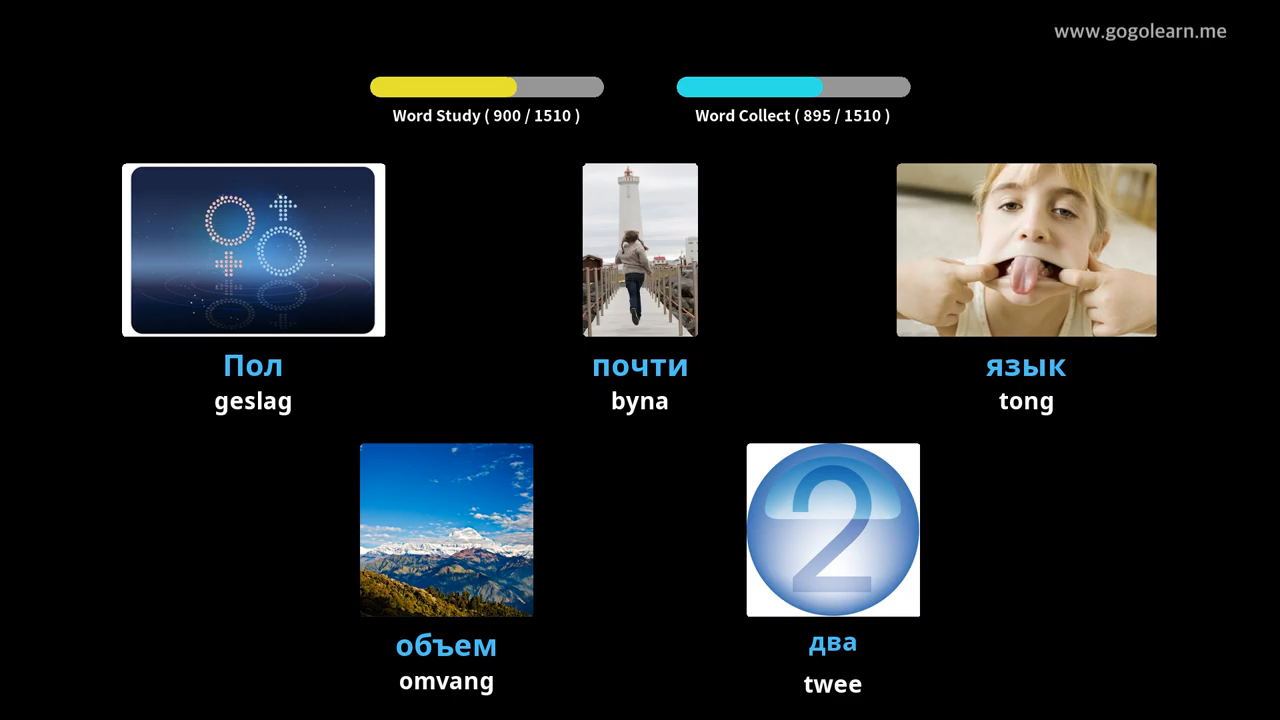 www.gogolearn.me
Word Study ( 900 / 1510 )
Word Collect ( 895 / 1510 )
Пол
geslag
почти
byna
язык
tong
объем
omvang
2
два
twee